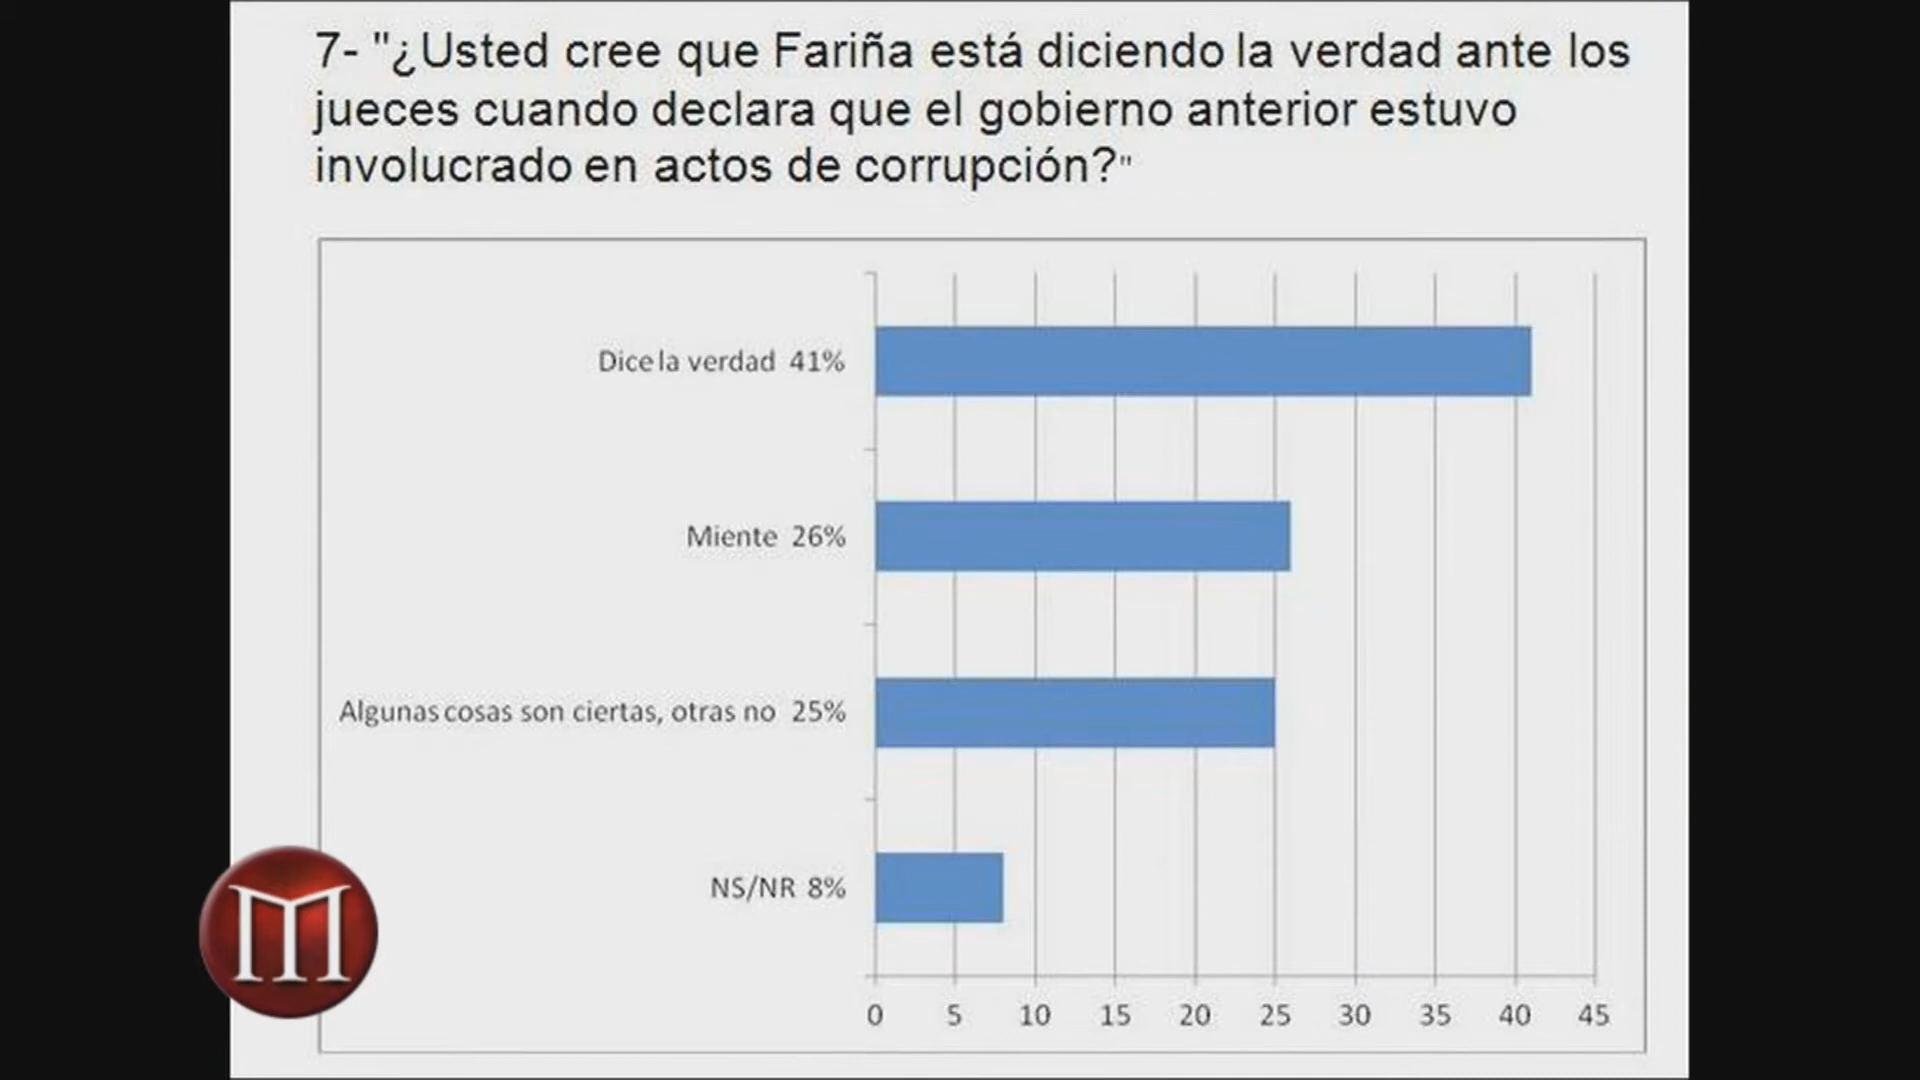 7- "¿Usted cree que Fariña está diciendo la verdad ante los
jueces cuando declara que el gobierno anterior estuvo
involucrado en actos de corrupción?"
Dice la verdad 41%
Miente 26%
Algunas cosas son ciertas, otras no 25%
NS/NR 8%
0 5 10 15 20 25 30 35 40 45
M